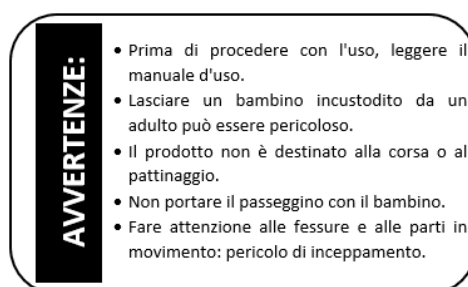 AVVERTENZE:
• Prima di procedere con l'uso, leggere il
manuale d'uso.
• Lasciare un bambino incustodito da un
adulto può essere pericoloso.
• Il prodotto non è destinato alla corsa o al
pattinaggio.
• Non portare il passeggino con il bambino.
• Fare attenzione alle fessure e alle parti in
movimento: pericolo di inceppamento.